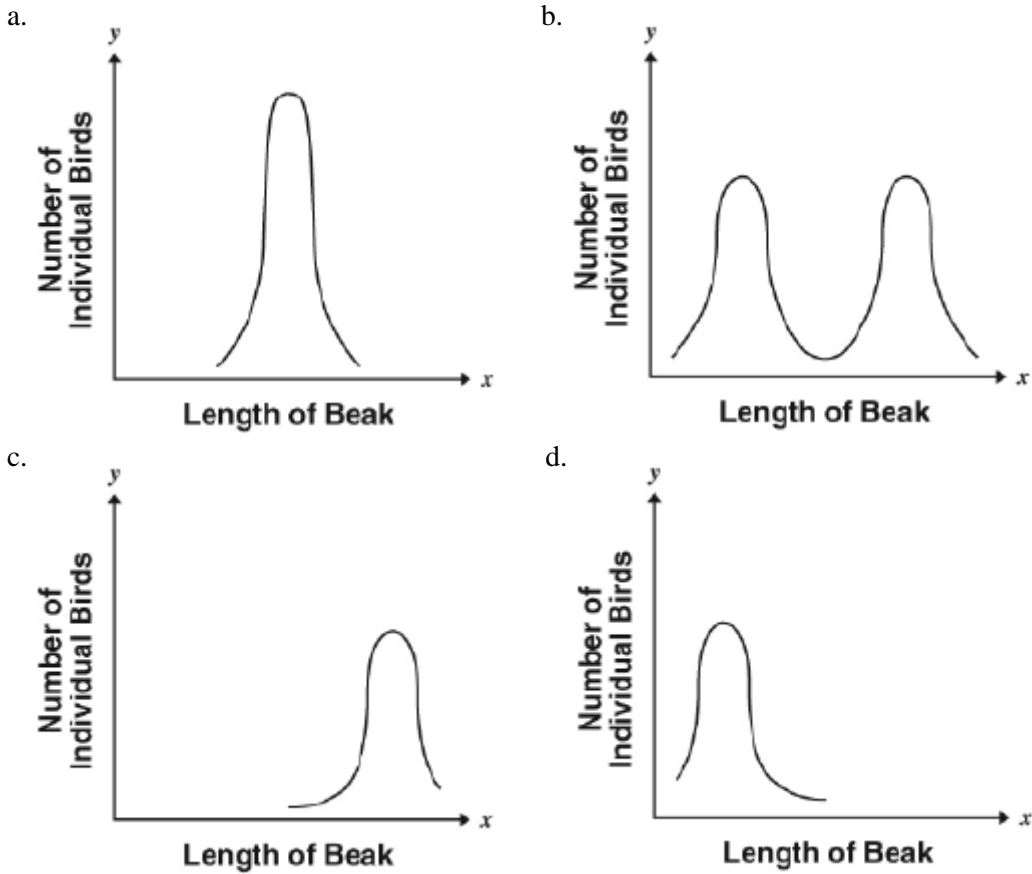 a.
y
Number of
Individual Birds
x
Length of Beak
b.
y
Number of
Individual Birds
x
Length of Beak
c.
y
Number of
Individual Birds
x
Length of Beak
d.
y
Number of
Individual Birds
x
Length of Beak